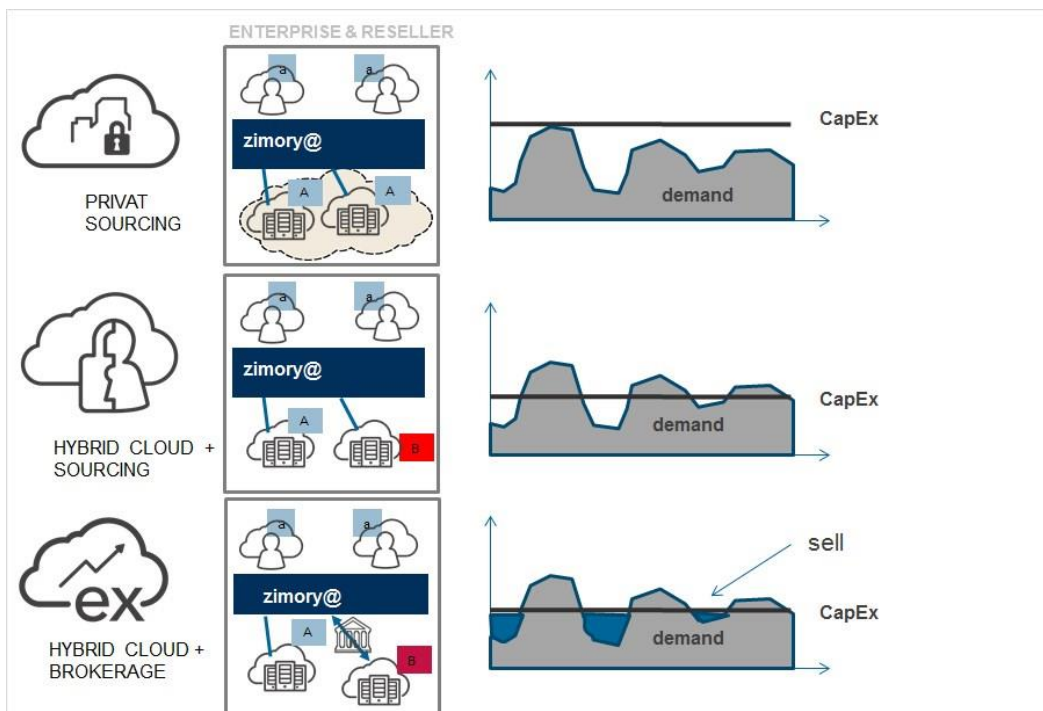 ENTERPRISE & RESELLER
a
a
zimory@
A
A
PRIVAT
SOURCING
CapEx
demand
a
a
zimory@
A
B
HYBRID CLOUD +
SOURCING
CapEx
demand
a
a
zimory@
A
B
ex
HYBRID CLOUD +
BROKERAGE
sell
CapEx
demand